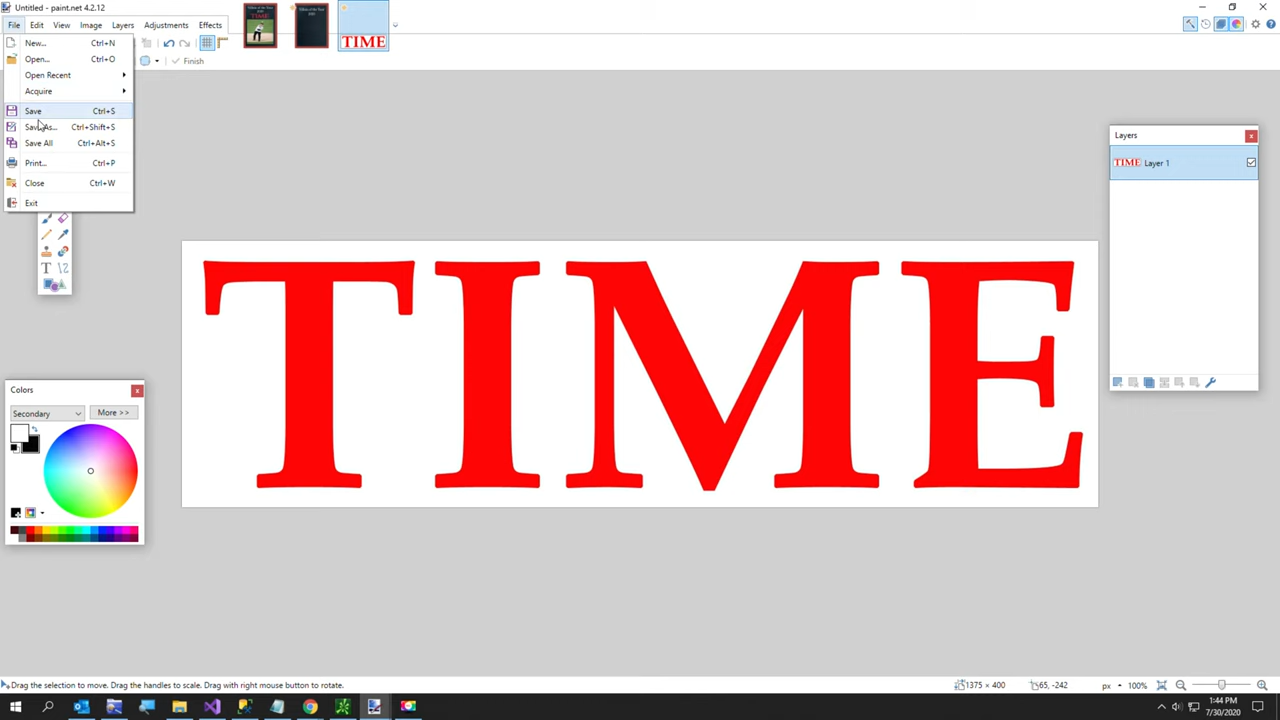 Untitled - paint.net 4.2.12
File Edit View Image Layers Adjustments Effects
New... Ctrl+N
Open... Ctrl+O
Open Recent
Acquire
Save Ctrl+S
Save As... Ctrl+Shift+S
Save All Ctrl+Alt+S
Print... Ctrl+P
Close Ctrl+W
Exit
Finish
TIME
Layers
TIME Layer 1
TIME
Colors
Secondary More >>
Drag the selection to move. Drag the handles to scale. Drag with right mouse button to rotate.
1375 × 400 65, -242 px 100%
1:44 PM
7/30/2020